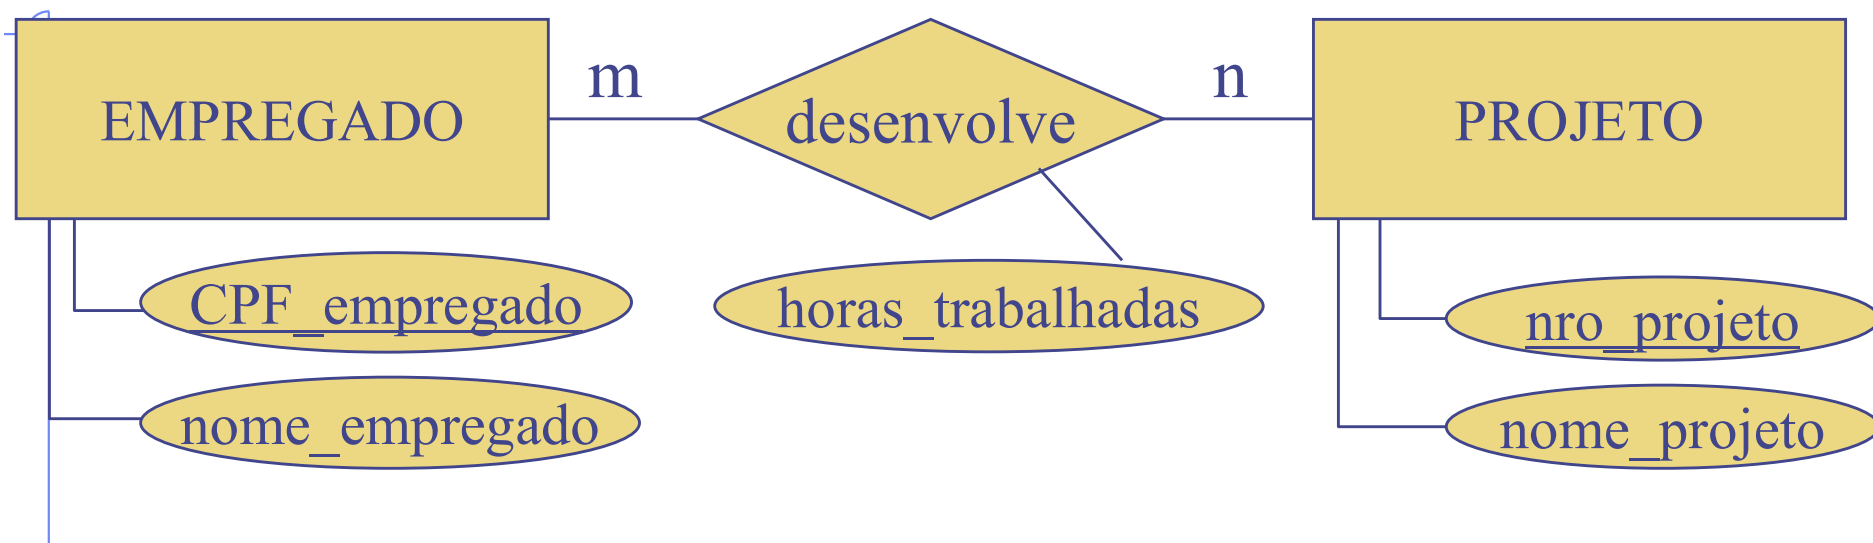 EMPREGADO
m
desenvolve
n
PROJETO
CPF_empregado
horas_trabalhadas
nro_projeto
nome_empregado
nome_projeto